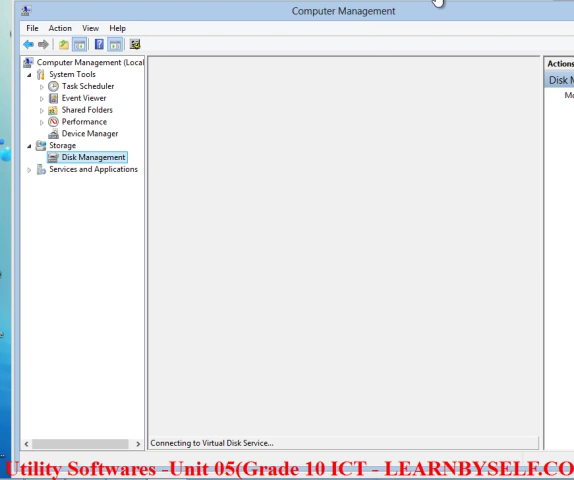 Computer Management
File Action View Help
Computer Management (Local
System Tools
Task Scheduler
Event Viewer
Shared Folders
Performance
Device Manager
Storage
Disk Management
Services and Applications
Actions
Disk M
Mo
Connecting to Virtual Disk Service...
Utility Softwares -Unit 05(Grade 10 ICT - LEARNBYSELF.CO